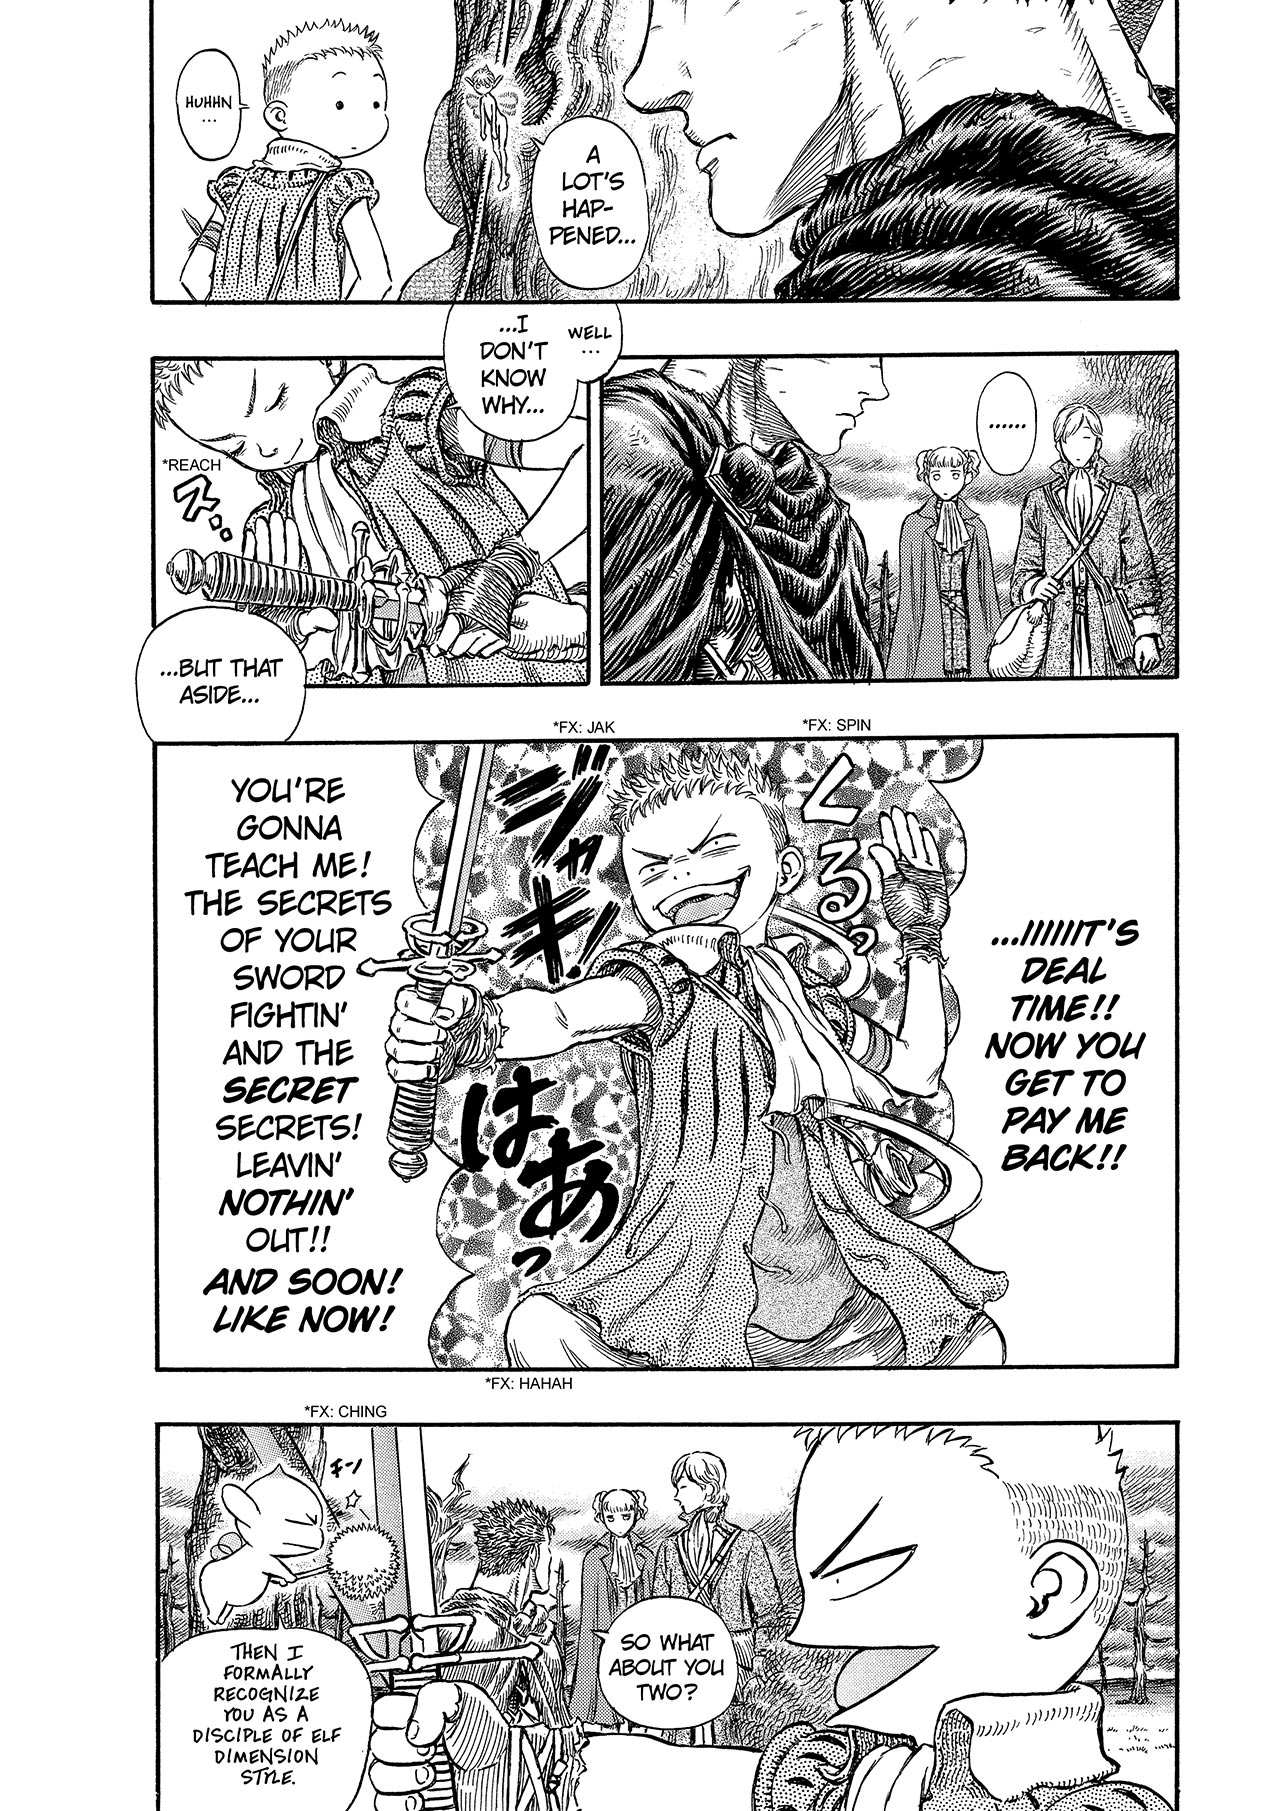 A
LOT'S
HAP-
PENED...
HUHHN
...
......
WELL
...
...I
DON'T
KNOW
WHY...
*REACH
ス...
...BUT THAT
ASIDE...
*FX: JAK
*FX: SPIN
...IIIIIIT'S
DEAL
TIME!!
NOW YOU
GET TO
PAY ME
BACK!!
くるっ
ジャキ!
はあっ
YOU'RE
GONNA
TEACH ME!
THE SECRETS
OF YOUR
SWORD
FIGHTIN'
AND THE
SECRET
SECRETS!
LEAVIN'
NOTHIN'
OUT!!
AND SOON!
LIKE NOW!
*FX: HAHAH
*FX: CHING
チーン
SO WHAT
ABOUT YOU
TWO?
THEN I
FORMALLY
RECOGNIZE
YOU AS A
DISCIPLE OF ELF
DIMENSION
STYLE.